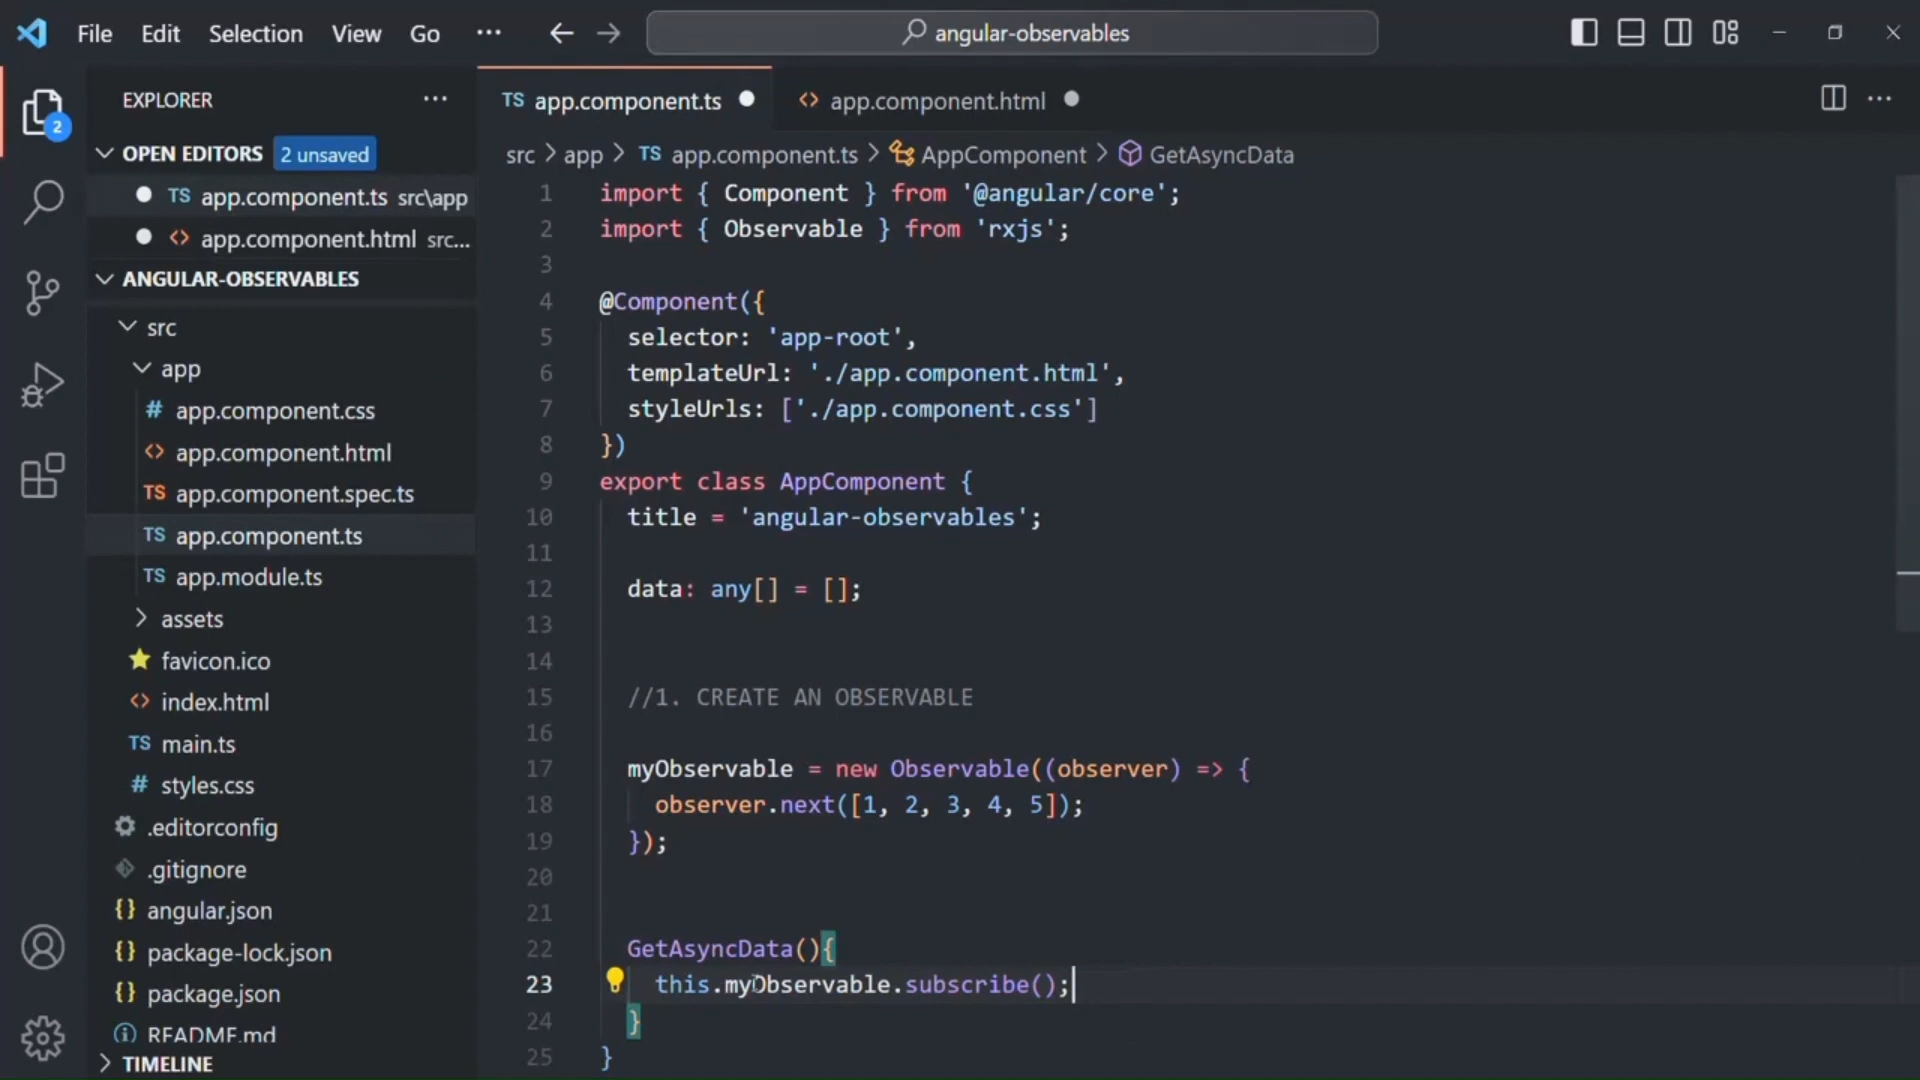 File Edit Selection View Go ··· angular-observables
EXPLORER ···
OPEN EDITORS 2 unsaved
TS app.component.ts src\app
<> app.component.html src...
ANGULAR-OBSERVABLES
src
app
# app.component.css
<> app.component.html
TS app.component.spec.ts
TS app.component.ts
TS app.module.ts
assets
favicon.ico
<> index.html
TS main.ts
# styles.css
.editorconfig
.gitignore
{} angular.json
{} package-lock.json
{} package.json
README.md
TIMELINE
2
TS app.component.ts <> app.component.html
src > app > TS app.component.ts > AppComponent > GetAsyncData
1 import { Component } from '@angular/core';
2 import { Observable } from 'rxjs';
3
4 @Component({
5 selector: 'app-root',
6 templateUrl: './app.component.html',
7 styleUrls: ['./app.component.css']
8 })
9 export class AppComponent {
10 title = 'angular-observables';
11
12 data: any[] = [];
13
14
15 //1. CREATE AN OBSERVABLE
16
17 myObservable = new Observable((observer) => {
18 observer.next([1, 2, 3, 4, 5]);
19 });
20
21
22 GetAsyncData(){
23 this.myObservable.subscribe();
24 }
25 }